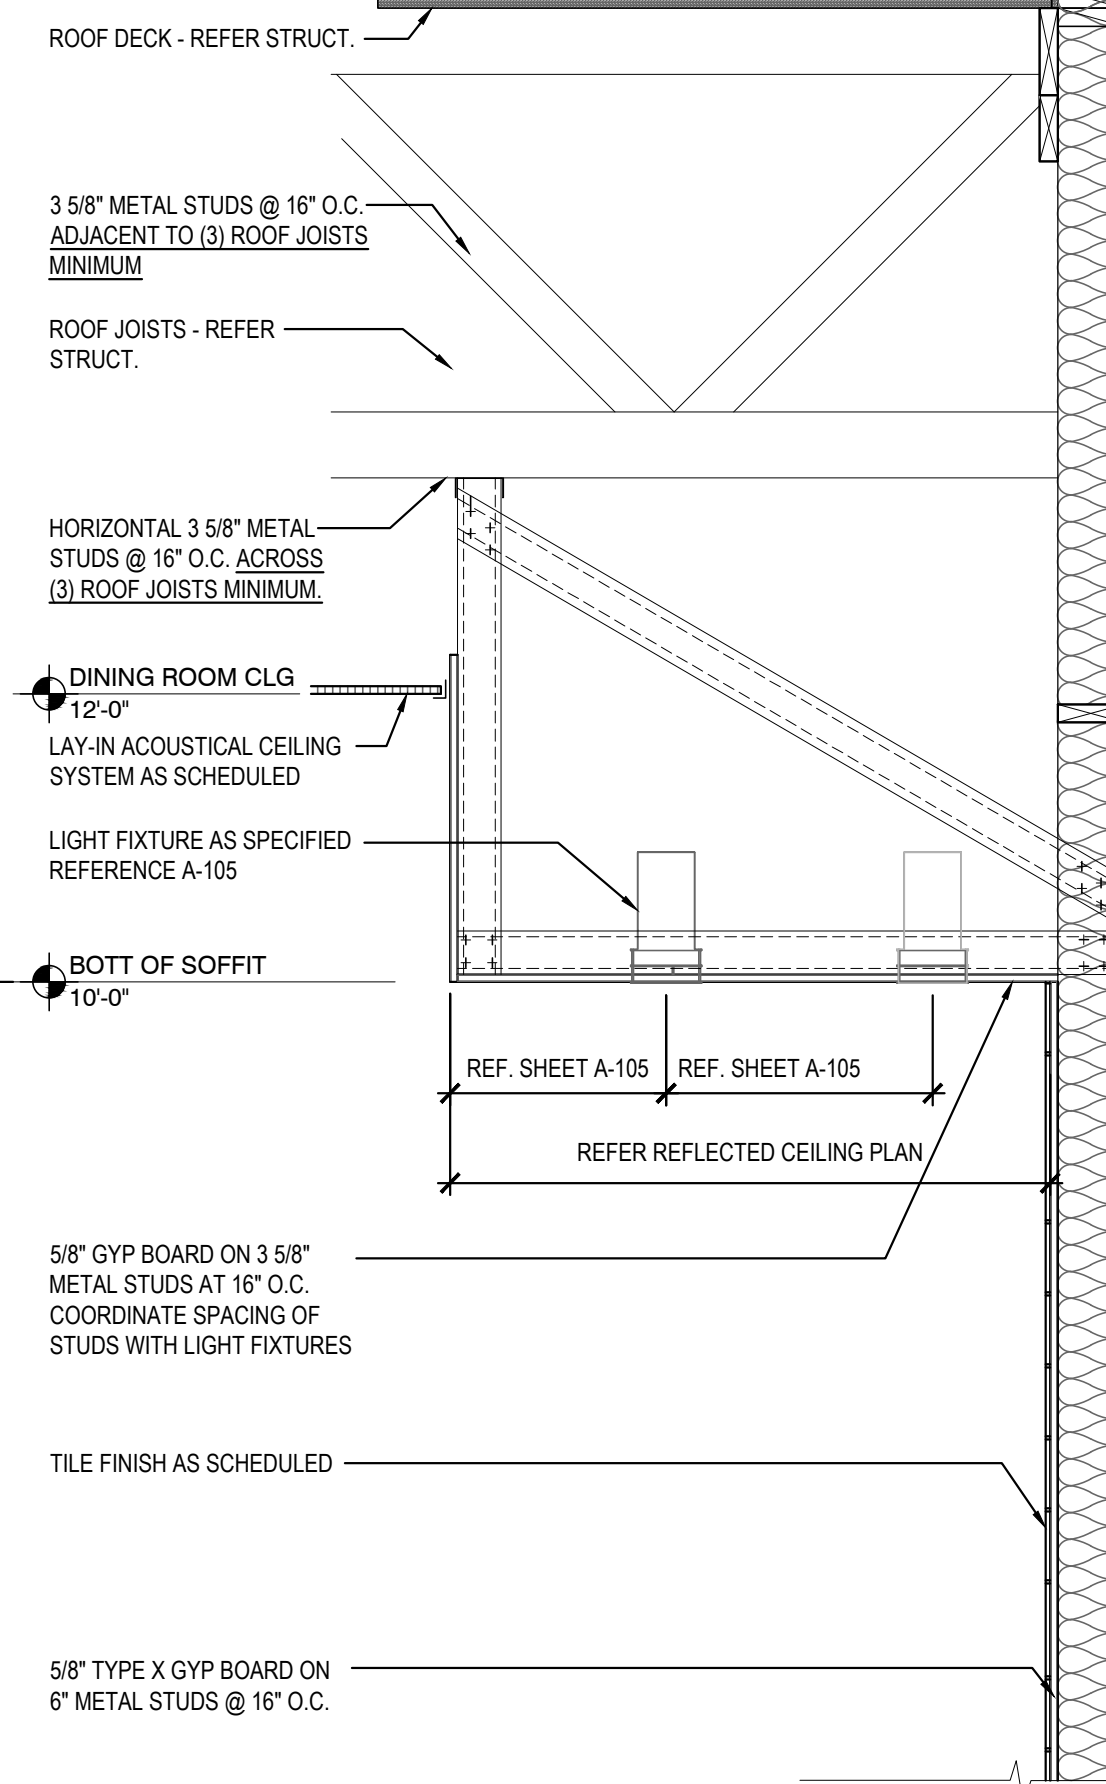 ROOF DECK - REFER STRUCT.
3 5/8" METAL STUDS @ 16" O.C.
ADJACENT TO (3) ROOF JOISTS
MINIMUM
ROOF JOISTS - REFER
STRUCT.
HORIZONTAL 3 5/8" METAL
STUDS @ 16" O.C. ACROSS
(3) ROOF JOISTS MINIMUM.
DINING ROOM CLG
12'-0"
LAY-IN ACOUSTICAL CEILING
SYSTEM AS SCHEDULED
LIGHT FIXTURE AS SPECIFIED
REFERENCE A-105
BOTT OF SOFFIT
10'-0"
REF. SHEET A-105
REF. SHEET A-105
REFER REFLECTED CEILING PLAN
5/8" GYP BOARD ON 3 5/8"
METAL STUDS AT 16" O.C.
COORDINATE SPACING OF
STUDS WITH LIGHT FIXTURES
TILE FINISH AS SCHEDULED
5/8" TYPE X GYP BOARD ON
6" METAL STUDS @ 16" O.C.